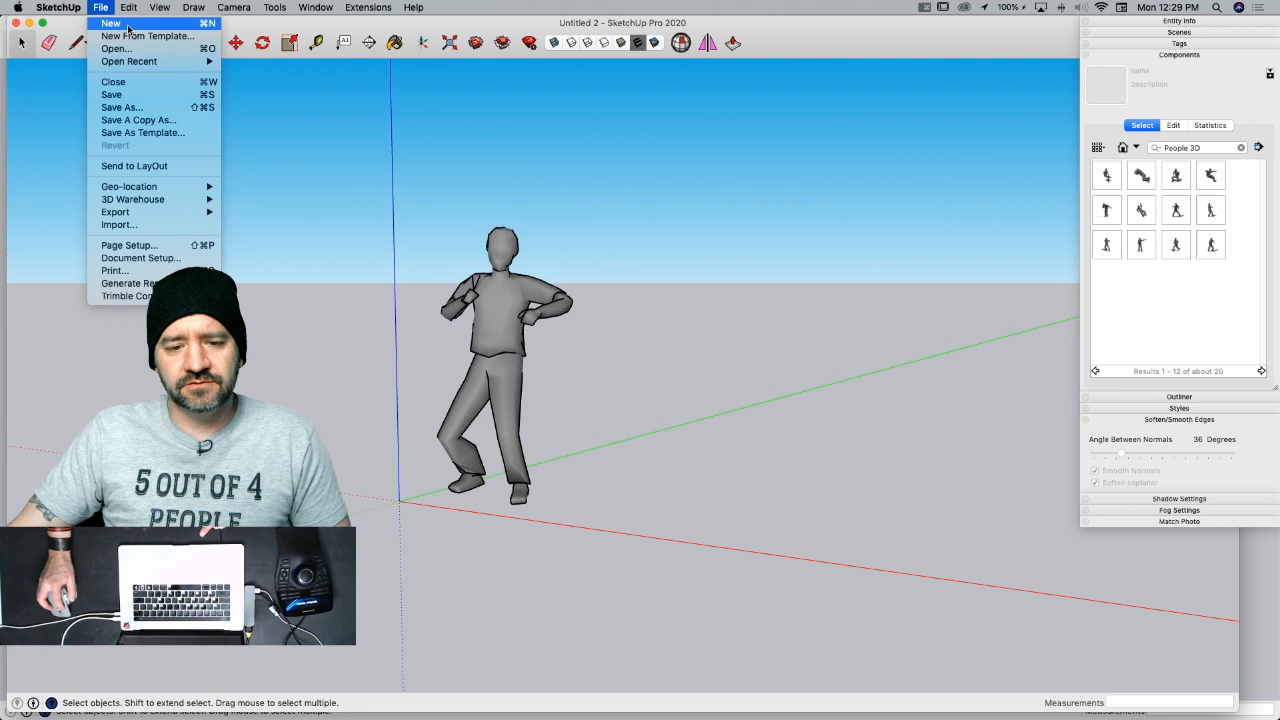 SketchUp File Edit View Draw Camera Tools Window Extensions Help 100% Mon 12:29 PM
Untitled 2 - SketchUp Pro 2020
New ⌘N
New From Template...
Open... ⌘O
Open Recent
Close ⌘W
Save ⌘S
Save As... ⇧⌘S
Save A Copy As...
Save As Template...
Revert
Send to LayOut
Geo-location
3D Warehouse
Export
Import...
Page Setup... ⇧⌘P
Document Setup...
Print...
Generate Re
Trimble Con
Entity Info
Scenes
Tags
Components
Name
Description
Select Edit Statistics
People 3D
Results 1 - 12 of about 20
Outliner
Styles
Soften/Smooth Edges
Angle Between Normals 36 Degrees
Smooth Normals
Soften coplanar
Shadow Settings
Fog Settings
Match Photo
5 OUT OF 4
PEOPLE
Select objects. Shift to extend select. Drag mouse to select multiple. Measurements